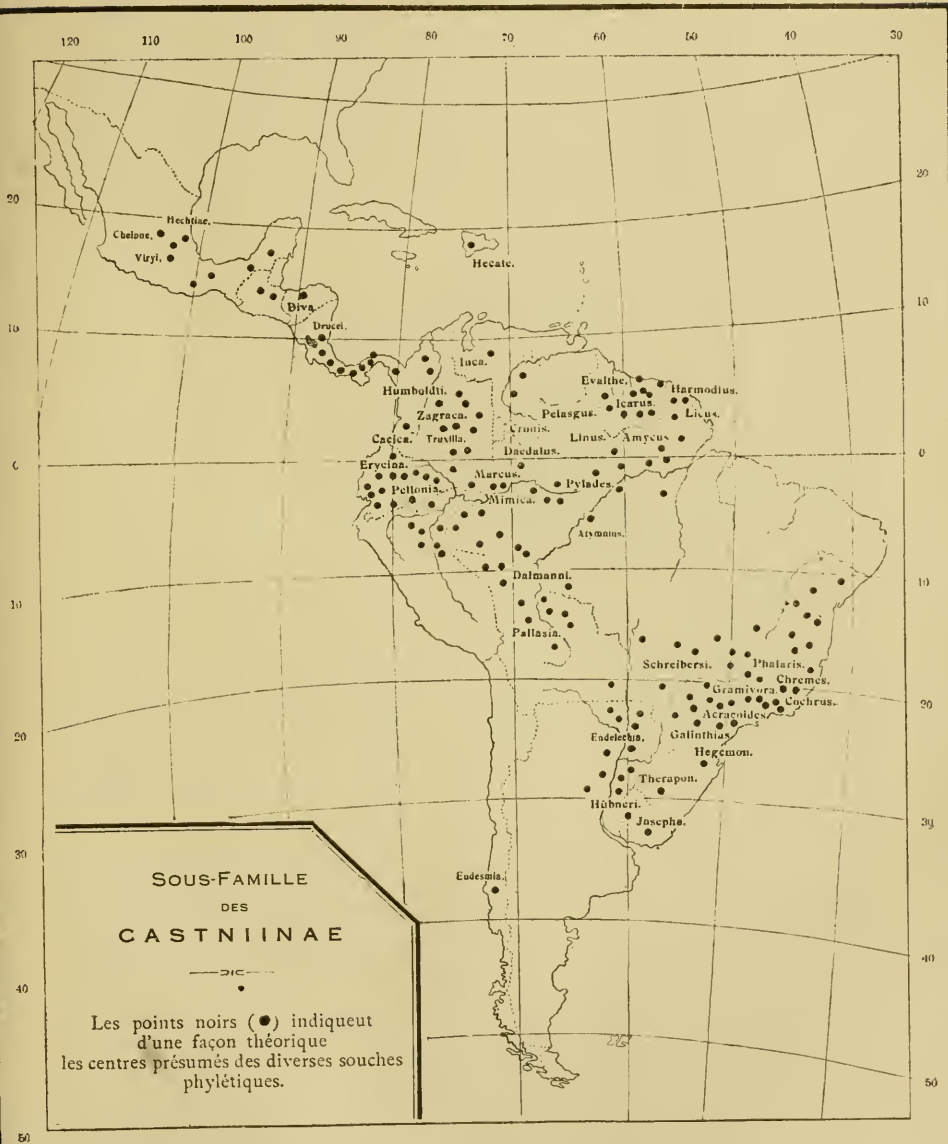 120 110 100 90 80 70 60 50 40 30
20 20
Hechtiae.
Chelone.
Viryi.
Hecate.
Diva
10 10
Drucei.
Inca.
Evalthe. Harmodius.
Humboldti. Icarus.
Zagraea. Pelasgus. Licus.
Cronis.
Cacica. Truxilla. Linus. Amycus
Daedalus.
0 0
Erycina. Marcus.
Pellonia. Pylades.
Mimica.
Atymnius.
10 10
Dalmanni.
Pallasia.
Schreibersi. Phalaris.
Chremes.
Gramivora. Cochrus.
20 20
Acraeoides.
Endelechia. Galinthias.
Hegemon.
Therapon.
Hübneri.
Josepha.
30 30
Eudesmia.
SOUS-FAMILLE
DES
CASTNIINAE
40 40
Les points noirs (●) indiqueut
d'une façon théorique
les centres présumés des diverses souches
phylétiques.
50 50